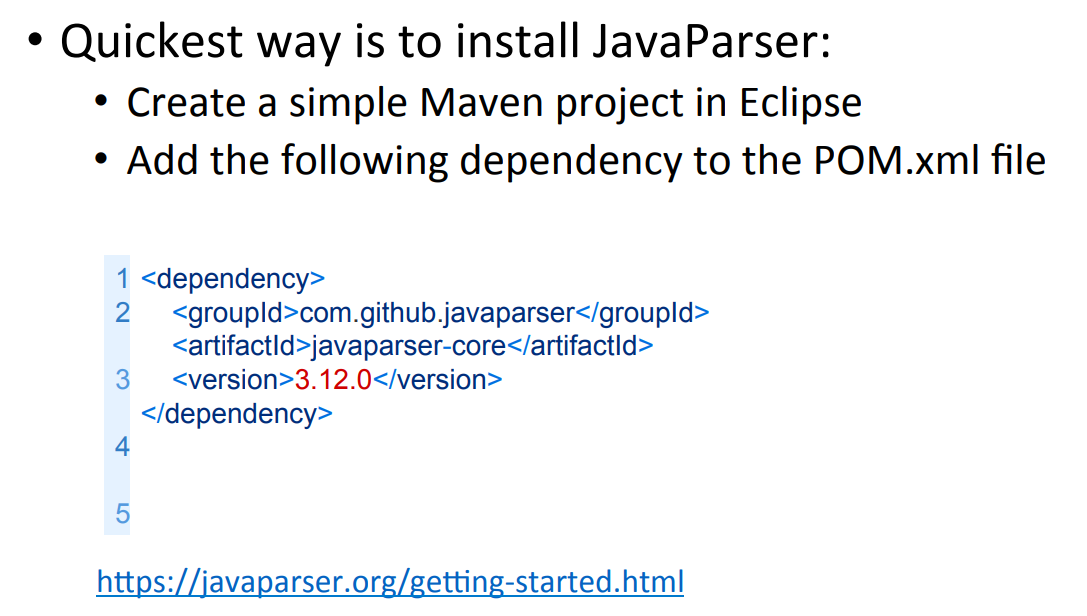 • Quickest way is to install JavaParser:
• Create a simple Maven project in Eclipse
• Add the following dependency to the POM.xml file
1 <dependency>
2 <groupId>com.github.javaparser</groupId>
<artifactId>javaparser-core</artifactId>
3 <version>3.12.0</version>
</dependency>
4
5
https://javaparser.org/getting-started.html